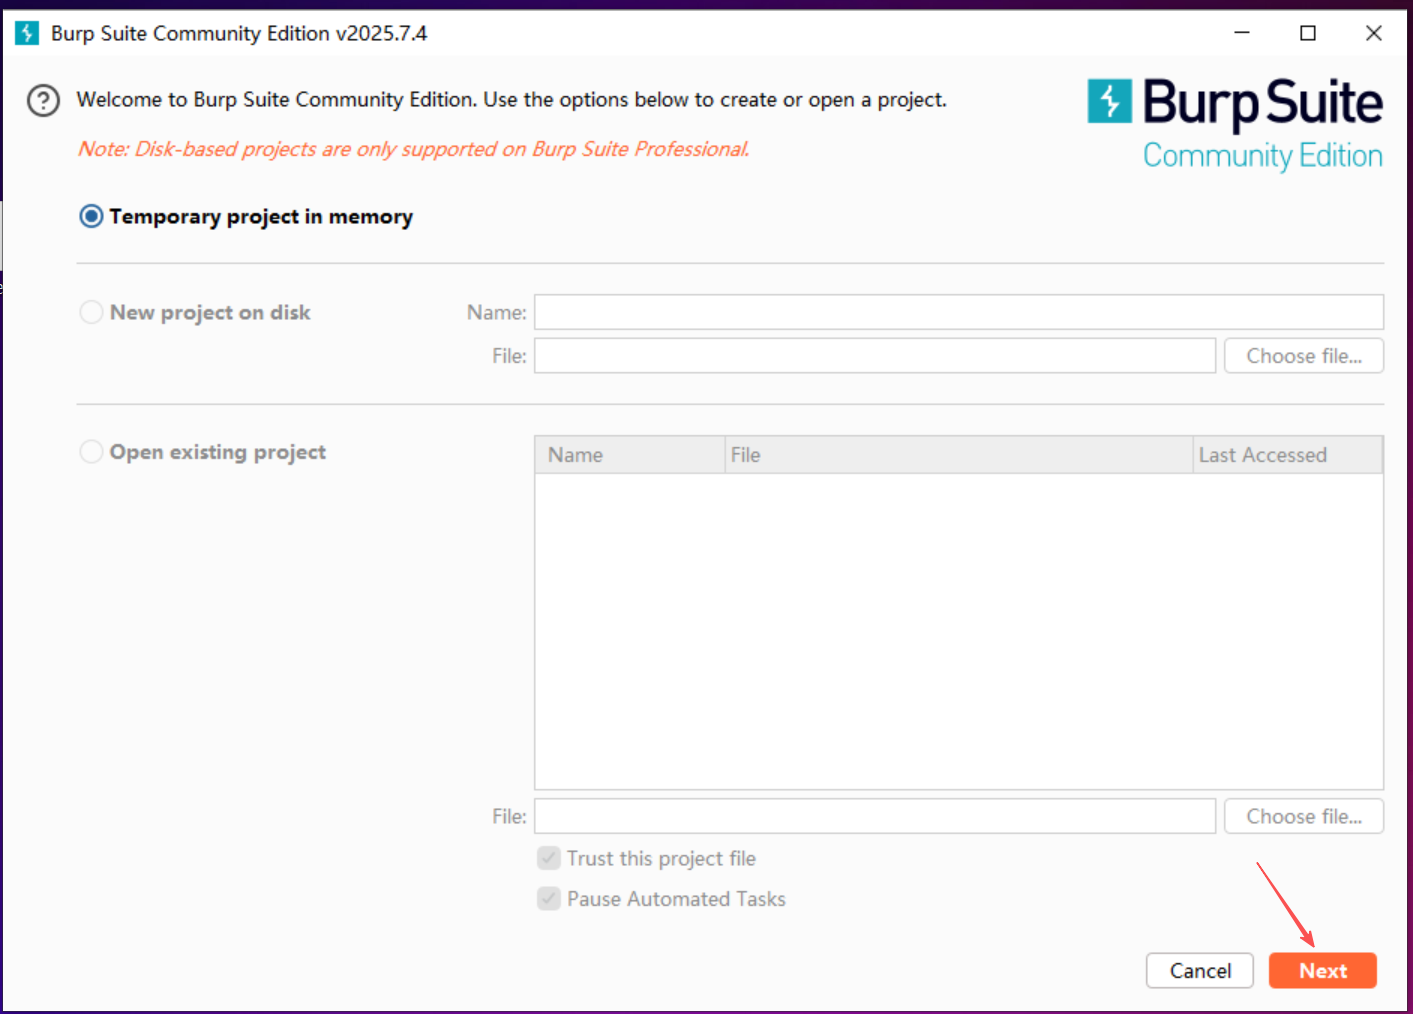 Burp Suite Community Edition v2025.7.4
Welcome to Burp Suite Community Edition. Use the options below to create or open a project.
Burp Suite
Community Edition
Note: Disk-based projects are only supported on Burp Suite Professional.
Temporary project in memory
New project on disk
Name:
File:
Choose file...
Open existing project
Name
File
Last Accessed
File:
Choose file...
Trust this project file
Pause Automated Tasks
Cancel
Next